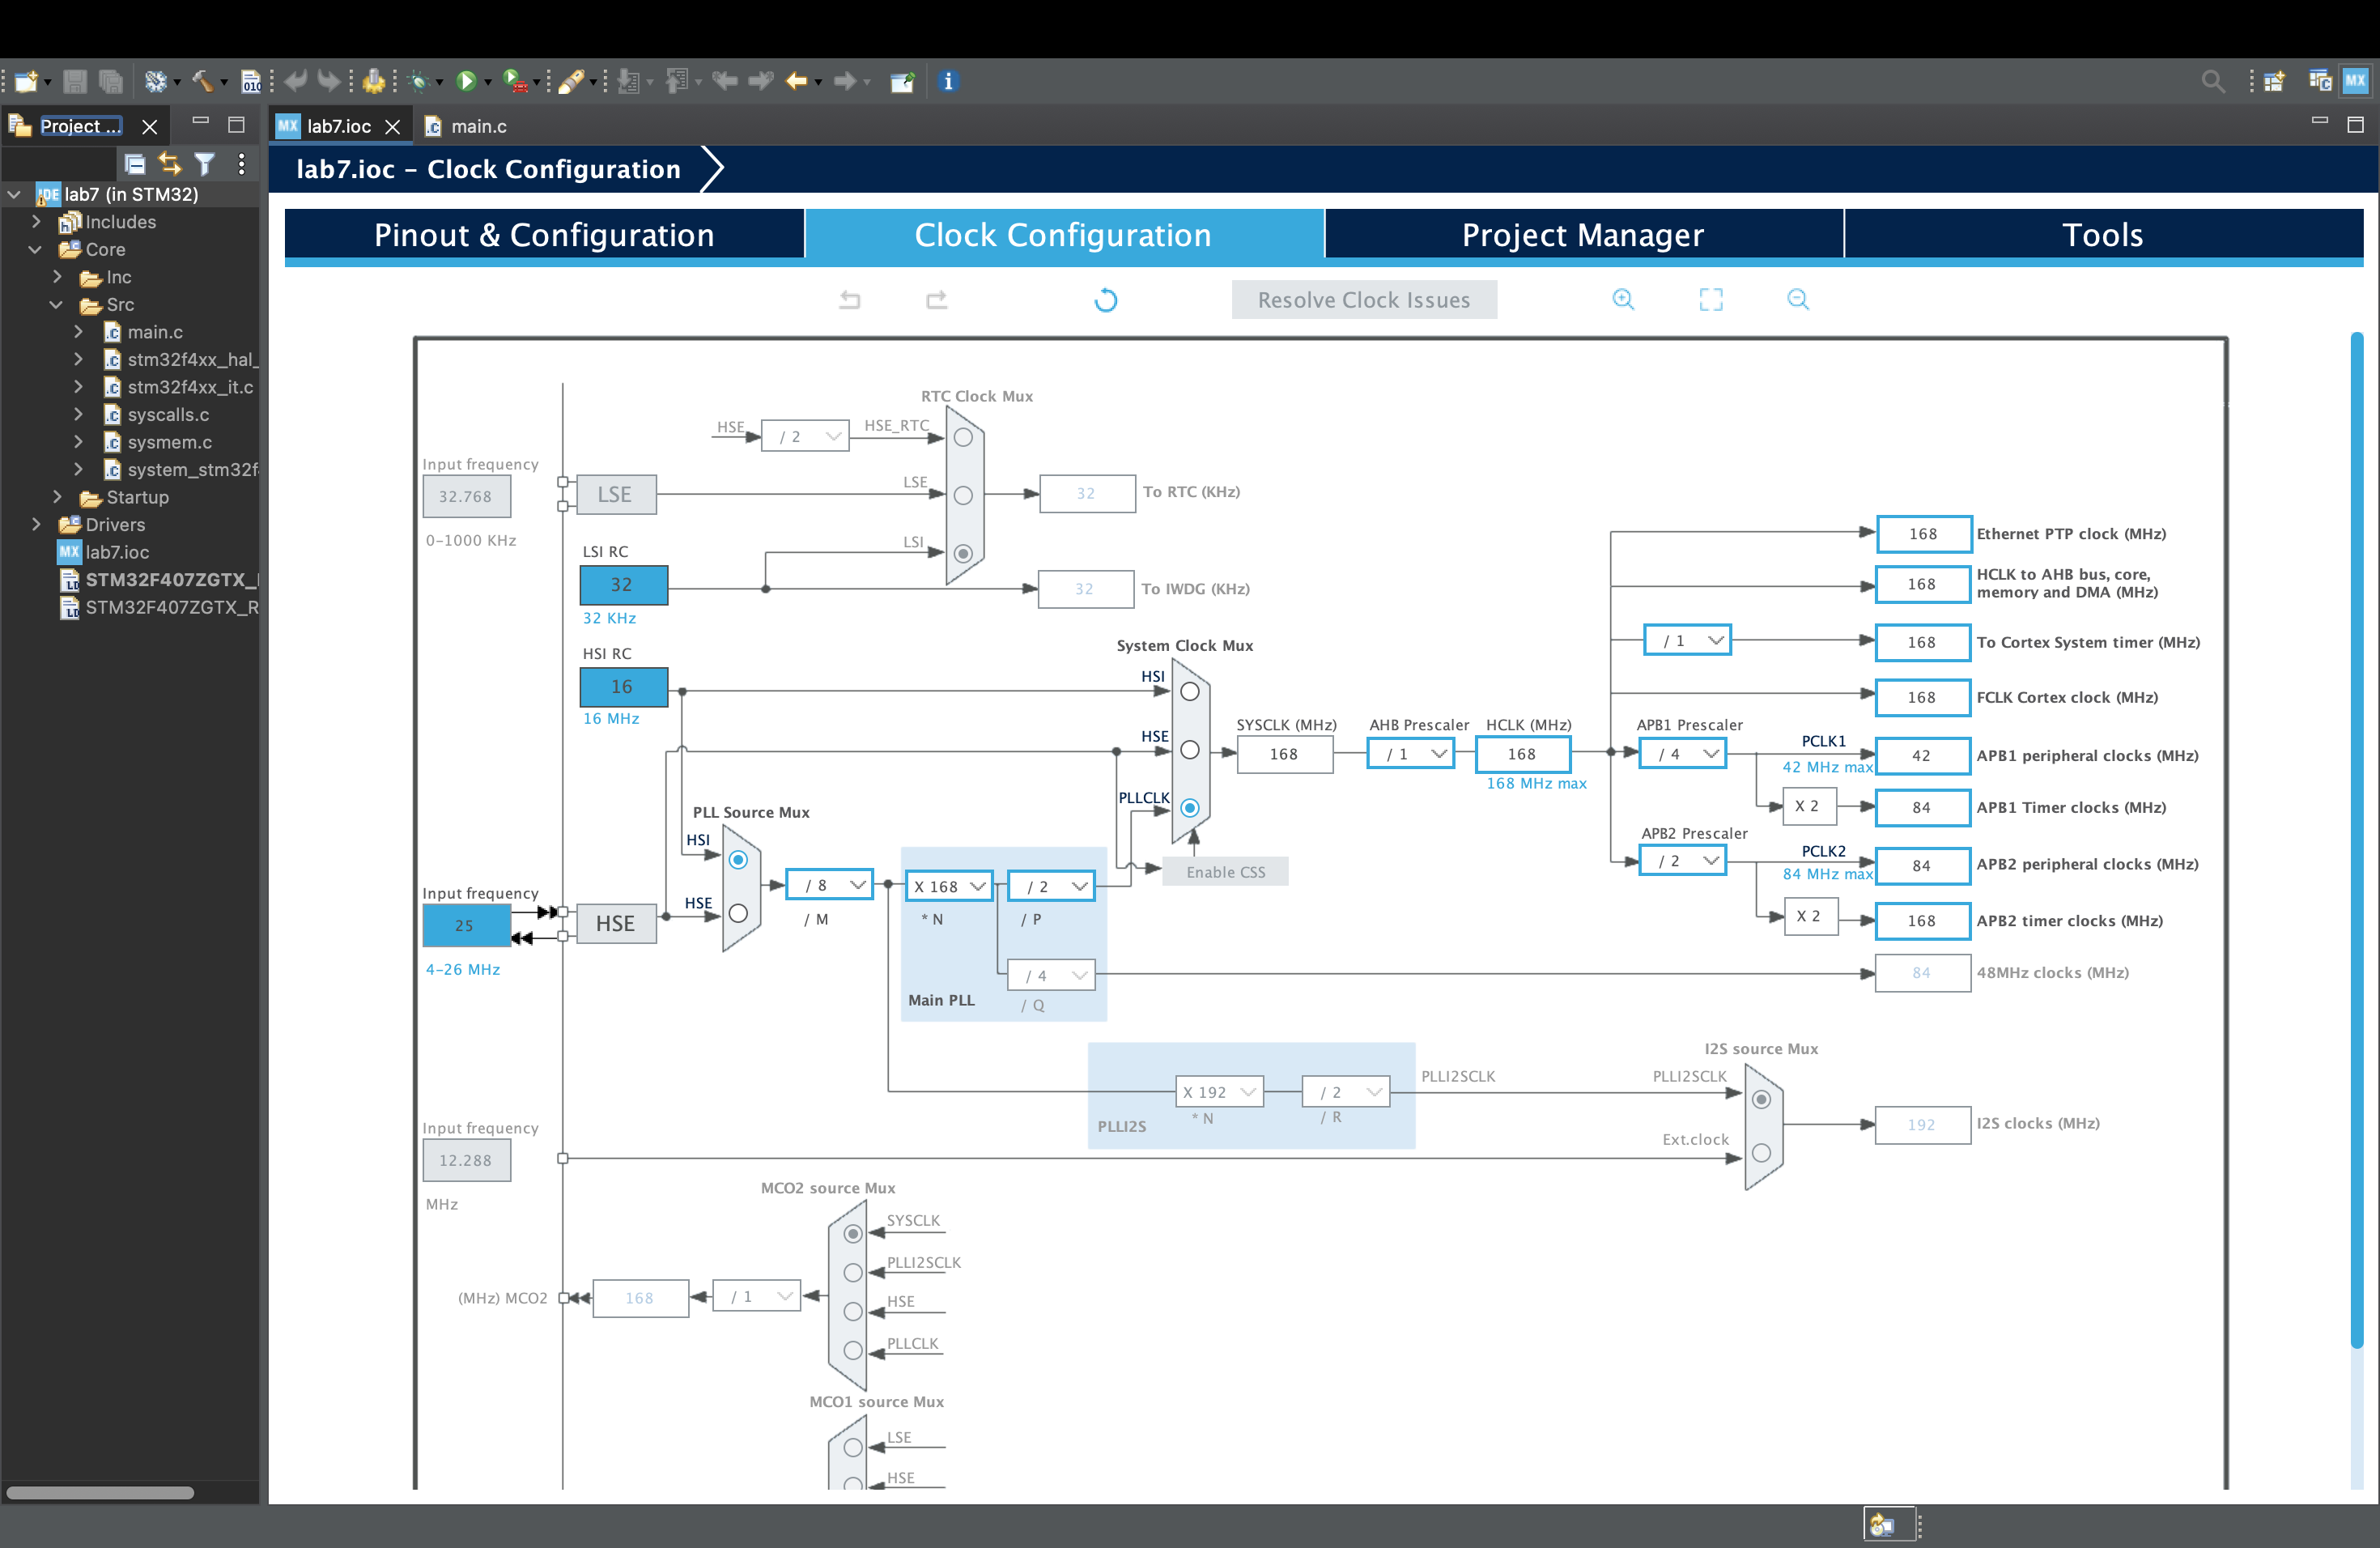 Project ...
lab7.ioc
main.c
MX
lab7 (in STM32)
Includes
Core
Inc
Src
main.c
stm32f4xx_hal_
stm32f4xx_it.c
syscalls.c
sysmem.c
system_stm32f
Startup
Drivers
MX lab7.ioc
STM32F407ZGTX_
STM32F407ZGTX_R
lab7.ioc – Clock Configuration
Pinout & Configuration
Clock Configuration
Project Manager
Tools
Resolve Clock Issues
RTC Clock Mux
HSE
/ 2
HSE_RTC
Input frequency
32.768
0-1000 KHz
LSE
LSE
32
To RTC (KHz)
LSI
LSI RC
32
32 KHz
32
To IWDG (KHz)
HSI RC
16
16 MHz
System Clock Mux
HSI
HSE
PLLCLK
SYSCLK (MHz)
168
AHB Prescaler
/ 1
HCLK (MHz)
168
168 MHz max
Enable CSS
168
Ethernet PTP clock (MHz)
168
HCLK to AHB bus, core,
memory and DMA (MHz)
/ 1
168
To Cortex System timer (MHz)
168
FCLK Cortex clock (MHz)
APB1 Prescaler
/ 4
PCLK1
42 MHz max
42
APB1 peripheral clocks (MHz)
X 2
84
APB1 Timer clocks (MHz)
APB2 Prescaler
/ 2
PCLK2
84 MHz max
84
APB2 peripheral clocks (MHz)
X 2
168
APB2 timer clocks (MHz)
84
48MHz clocks (MHz)
PLL Source Mux
HSI
HSE
Input frequency
25
4-26 MHz
HSE
/ 8
/ M
X 168
* N
/ 2
/ P
/ 4
/ Q
Main PLL
PLLI2S
X 192
* N
/ 2
/ R
PLLI2SCLK
I2S source Mux
PLLI2SCLK
Ext.clock
192
I2S clocks (MHz)
Input frequency
12.288
MHz
MCO2 source Mux
SYSCLK
PLLI2SCLK
HSE
PLLCLK
(MHz) MCO2
168
/ 1
MCO1 source Mux
LSE
HSE